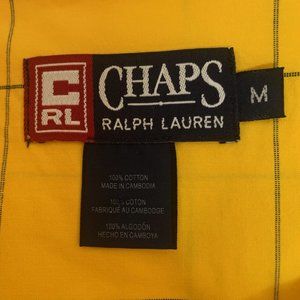 C
RL
CHAPS
RALPH LAUREN
M
100% COTTON
MADE IN CAMBODIA
100% COTON
FABRIQUÉ AU CAMBODGE
100% ALGODÓN
HECHO EN CAMBOYA